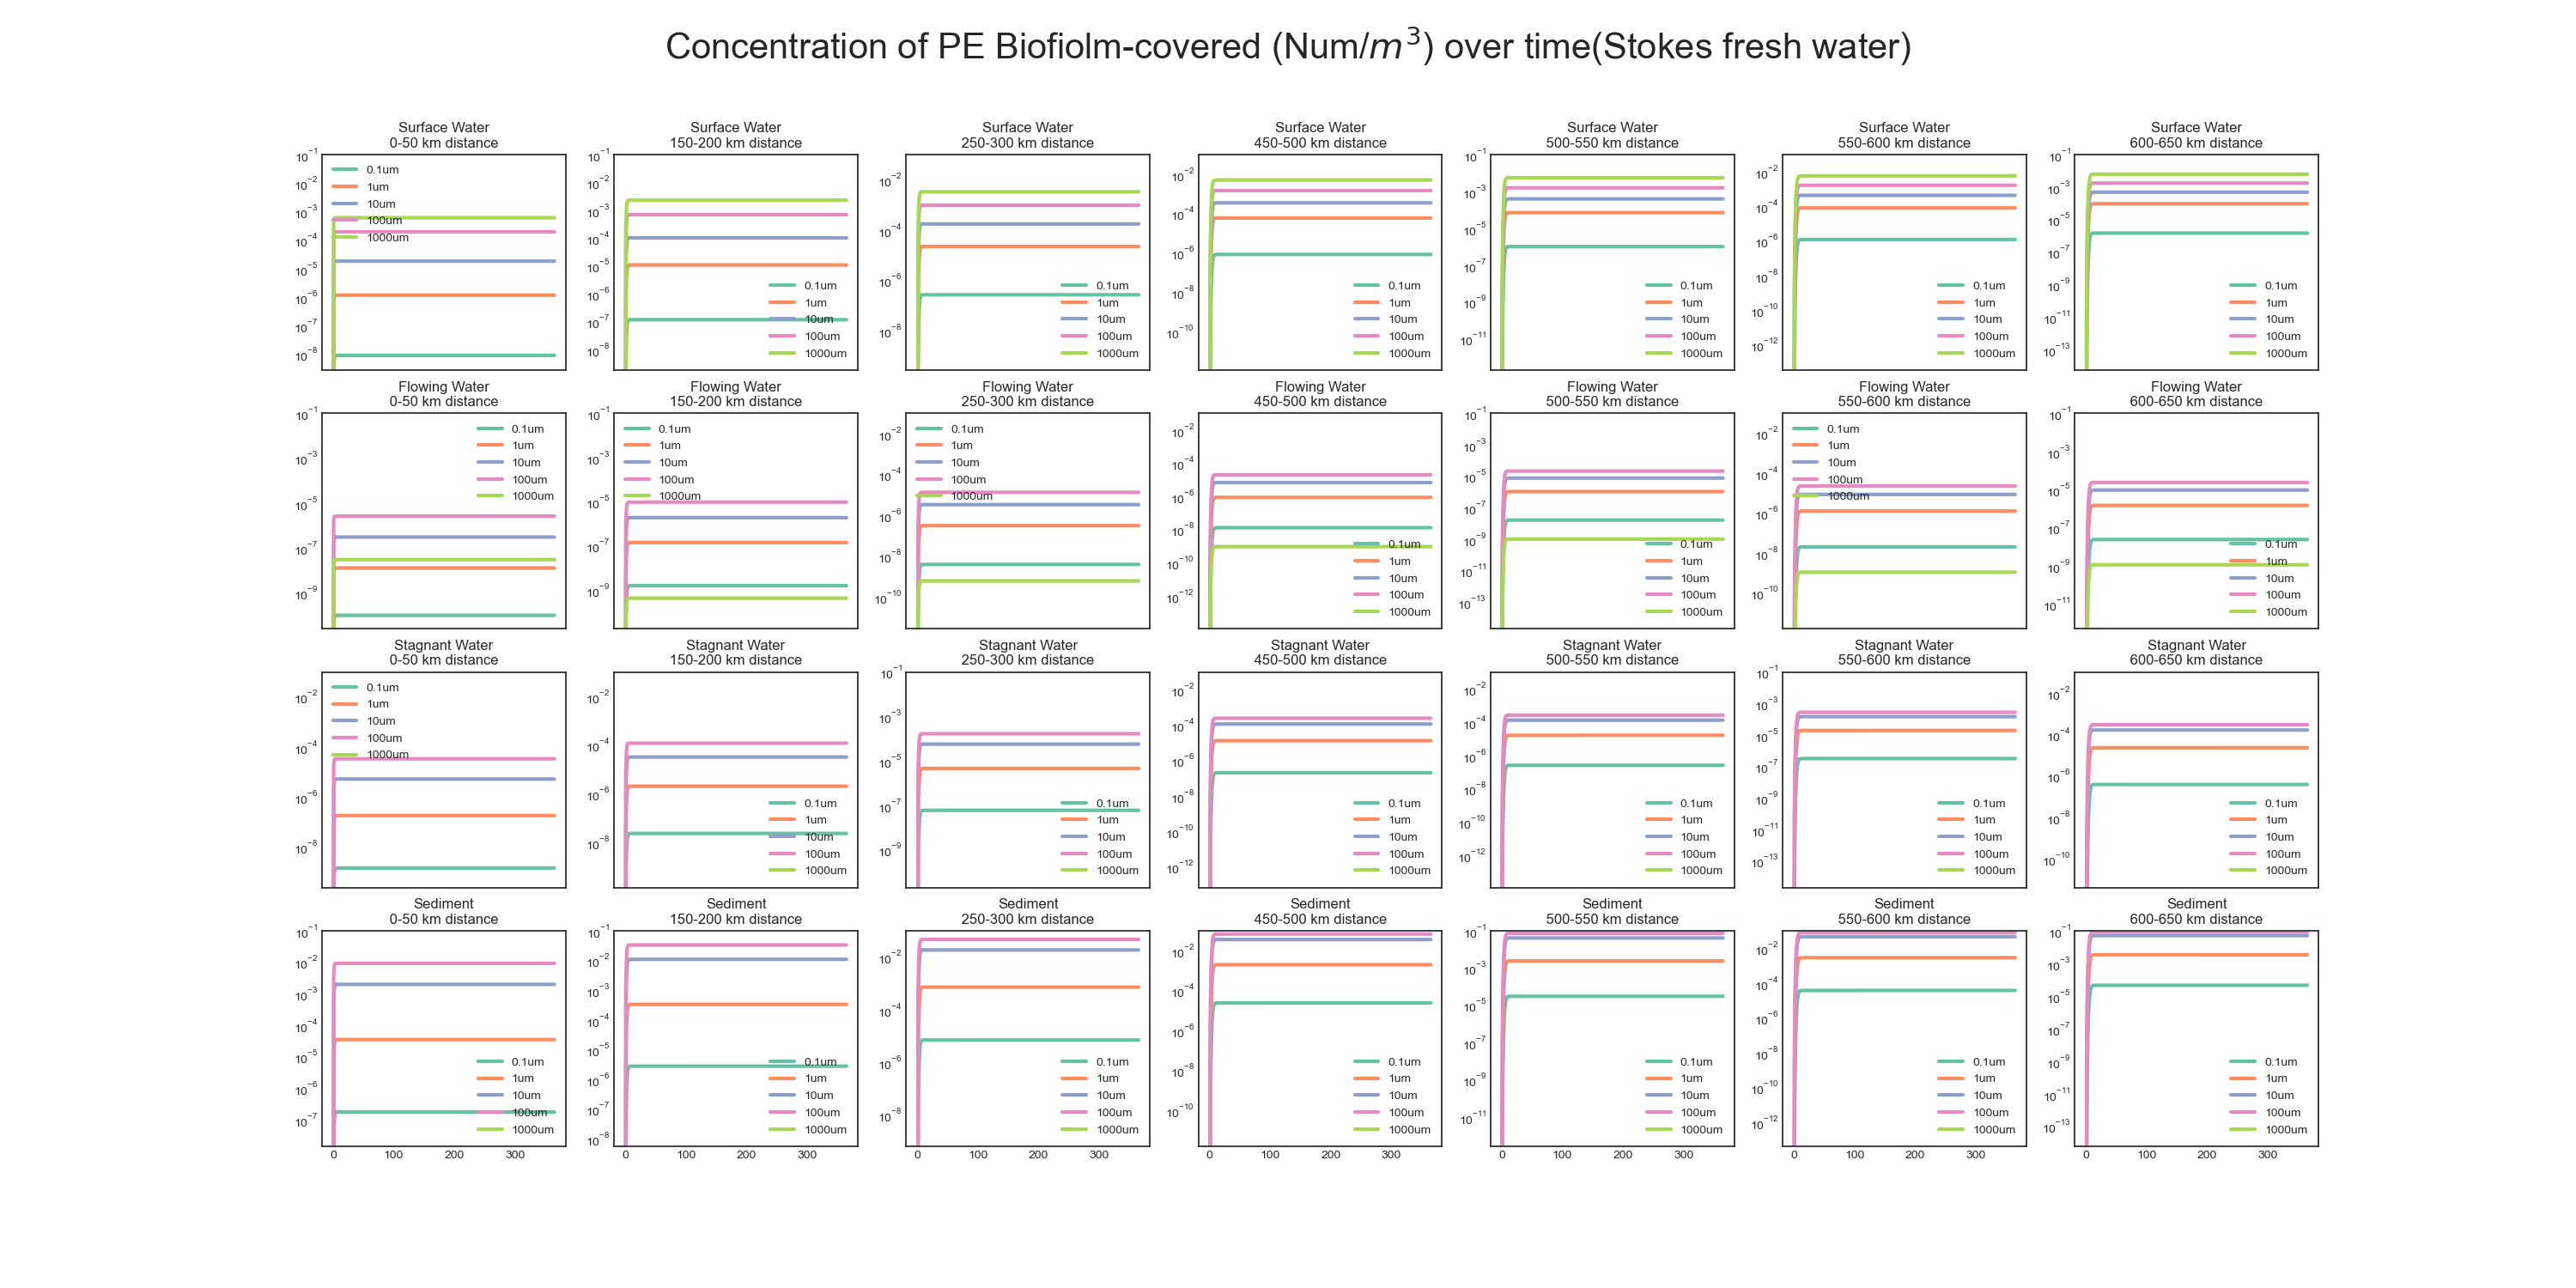 Concentration of PE Biofiolm-covered (Num/m³) over time(Stokes fresh water)
Surface Water
0-50 km distance
10⁻¹
10⁻²
10⁻³
10⁻⁴
10⁻⁵
10⁻⁶
10⁻⁷
10⁻⁸
0.1um
1um
10um
100um
1000um
Surface Water
150-200 km distance
10⁻¹
10⁻²
10⁻³
10⁻⁴
10⁻⁵
10⁻⁶
10⁻⁷
10⁻⁸
0.1um
1um
10um
100um
1000um
Surface Water
250-300 km distance
10⁻²
10⁻⁴
10⁻⁶
10⁻⁸
0.1um
1um
10um
100um
1000um
Surface Water
450-500 km distance
10⁻²
10⁻⁴
10⁻⁶
10⁻⁸
10⁻¹⁰
0.1um
1um
10um
100um
1000um
Surface Water
500-550 km distance
10⁻¹
10⁻³
10⁻⁵
10⁻⁷
10⁻⁹
10⁻¹¹
0.1um
1um
10um
100um
1000um
Surface Water
550-600 km distance
10⁻²
10⁻⁴
10⁻⁶
10⁻⁸
10⁻¹⁰
10⁻¹²
0.1um
1um
10um
100um
1000um
Surface Water
600-650 km distance
10⁻¹
10⁻³
10⁻⁵
10⁻⁷
10⁻⁹
10⁻¹¹
10⁻¹³
0.1um
1um
10um
100um
1000um
Flowing Water
0-50 km distance
10⁻¹
10⁻³
10⁻⁵
10⁻⁷
10⁻⁹
0.1um
1um
10um
100um
1000um
Flowing Water
150-200 km distance
10⁻¹
10⁻³
10⁻⁵
10⁻⁷
10⁻⁹
0.1um
1um
10um
100um
1000um
Flowing Water
250-300 km distance
10⁻²
10⁻⁴
10⁻⁶
10⁻⁸
10⁻¹⁰
0.1um
1um
10um
100um
1000um
Flowing Water
450-500 km distance
10⁻²
10⁻⁴
10⁻⁶
10⁻⁸
10⁻¹⁰
10⁻¹²
0.1um
1um
10um
100um
1000um
Flowing Water
500-550 km distance
10⁻¹
10⁻³
10⁻⁵
10⁻⁷
10⁻⁹
10⁻¹¹
10⁻¹³
0.1um
1um
10um
100um
1000um
Flowing Water
550-600 km distance
10⁻²
10⁻⁴
10⁻⁶
10⁻⁸
10⁻¹⁰
0.1um
1um
10um
100um
1000um
Flowing Water
600-650 km distance
10⁻¹
10⁻³
10⁻⁵
10⁻⁷
10⁻⁹
10⁻¹¹
0.1um
1um
10um
100um
1000um
Stagnant Water
0-50 km distance
10⁻²
10⁻⁴
10⁻⁶
10⁻⁸
0.1um
1um
10um
100um
1000um
Stagnant Water
150-200 km distance
10⁻²
10⁻⁴
10⁻⁶
10⁻⁸
0.1um
1um
10um
100um
1000um
Stagnant Water
250-300 km distance
10⁻¹
10⁻³
10⁻⁵
10⁻⁷
10⁻⁹
0.1um
1um
10um
100um
1000um
Stagnant Water
450-500 km distance
10⁻²
10⁻⁴
10⁻⁶
10⁻⁸
10⁻¹⁰
10⁻¹²
0.1um
1um
10um
100um
1000um
Stagnant Water
500-550 km distance
10⁻²
10⁻⁴
10⁻⁶
10⁻⁸
10⁻¹⁰
10⁻¹²
0.1um
1um
10um
100um
1000um
Stagnant Water
550-600 km distance
10⁻¹
10⁻³
10⁻⁵
10⁻⁷
10⁻⁹
10⁻¹¹
10⁻¹³
0.1um
1um
10um
100um
1000um
Stagnant Water
600-650 km distance
10⁻²
10⁻⁴
10⁻⁶
10⁻⁸
10⁻¹⁰
0.1um
1um
10um
100um
1000um
Sediment
0-50 km distance
10⁻¹
10⁻²
10⁻³
10⁻⁴
10⁻⁵
10⁻⁶
10⁻⁷
0.1um
1um
10um
100um
1000um
0 100 200 300
Sediment
150-200 km distance
10⁻¹
10⁻²
10⁻³
10⁻⁴
10⁻⁵
10⁻⁶
10⁻⁷
10⁻⁸
0.1um
1um
10um
100um
1000um
0 100 200 300
Sediment
250-300 km distance
10⁻²
10⁻⁴
10⁻⁶
10⁻⁸
0.1um
1um
10um
100um
1000um
0 100 200 300
Sediment
450-500 km distance
10⁻²
10⁻⁴
10⁻⁶
10⁻⁸
10⁻¹⁰
0.1um
1um
10um
100um
1000um
0 100 200 300
Sediment
500-550 km distance
10⁻¹
10⁻³
10⁻⁵
10⁻⁷
10⁻⁹
10⁻¹¹
0.1um
1um
10um
100um
1000um
0 100 200 300
Sediment
550-600 km distance
10⁻²
10⁻⁴
10⁻⁶
10⁻⁸
10⁻¹⁰
10⁻¹²
0.1um
1um
10um
100um
1000um
0 100 200 300
Sediment
600-650 km distance
10⁻¹
10⁻³
10⁻⁵
10⁻⁷
10⁻⁹
10⁻¹¹
10⁻¹³
0.1um
1um
10um
100um
1000um
0 100 200 300